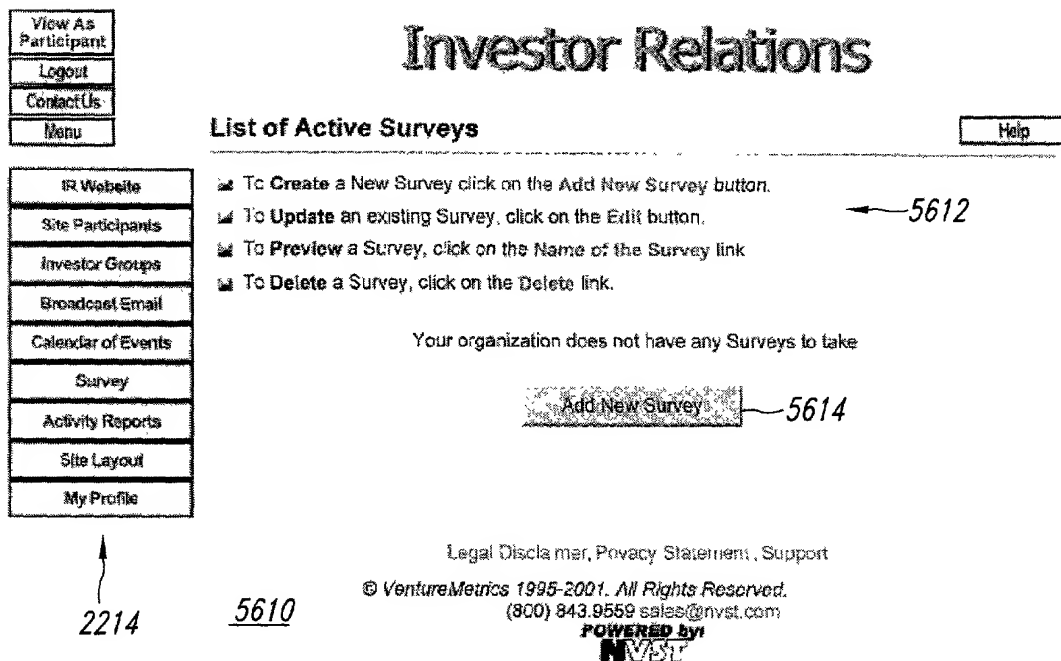 View As
Participant
Logout
Contact Us
Menu
Investor Relations
List of Active Surveys
Help
IR Website
Site Participants
Investor Groups
Broadcast Email
Calendar of Events
Survey
Activity Reports
Site Layout
My Profile
To Create a New Survey click on the Add New Survey button.
To Update an existing Survey, click on the Edit button.
To Preview a Survey, click on the Name of the Survey link
To Delete a Survey, click on the Delete link.
5612
Your organization does not have any Surveys to take
Add New Survey
5614
2214
5610
Legal Disclaimer, Privacy Statement, Support
© VentureMetrics 1995-2001. All Rights Reserved.
(800) 843.9559 sales@nvst.com
POWERED by:
NVST